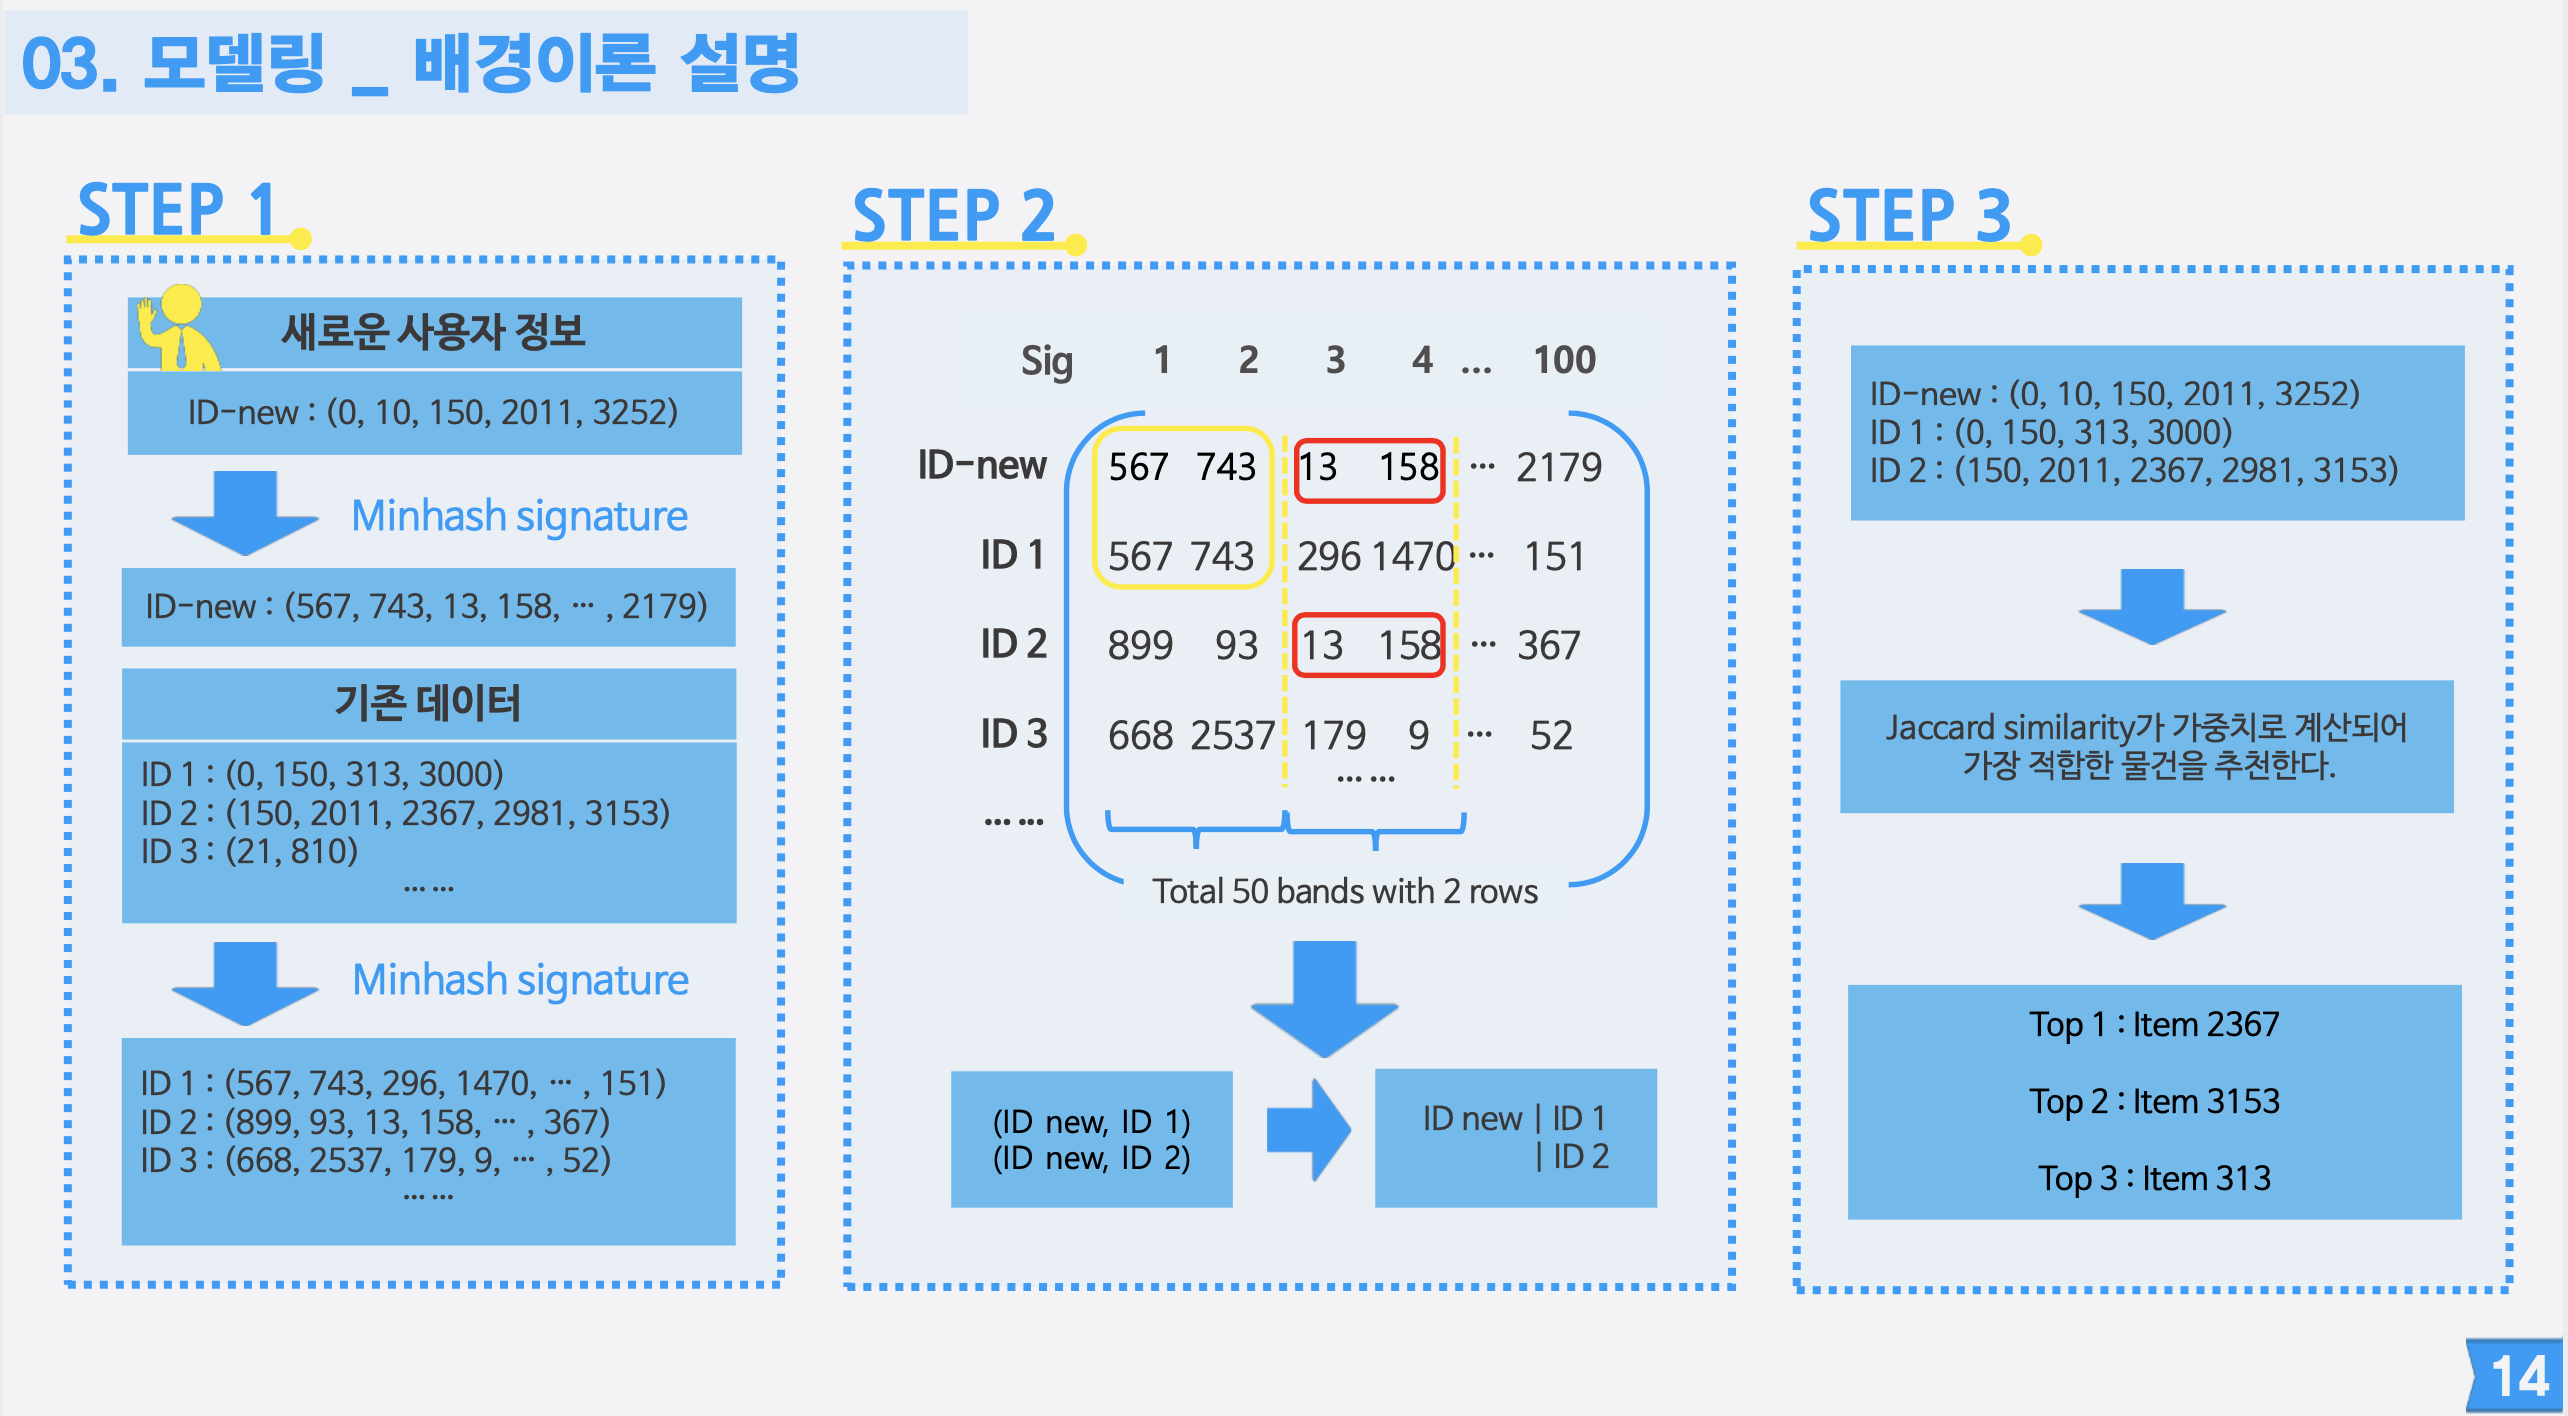 03. 모델링 _ 배경이론 설명
STEP 1
새로운 사용자 정보
ID-new : (0, 10, 150, 2011, 3252)
Minhash signature
ID-new : (567, 743, 13, 158, ··· , 2179)
기존 데이터
ID 1 : (0, 150, 313, 3000)
ID 2 : (150, 2011, 2367, 2981, 3153)
ID 3 : (21, 810)
... ...
Minhash signature
ID 1 : (567, 743, 296, 1470, ··· , 151)
ID 2 : (899, 93, 13, 158, ··· , 367)
ID 3 : (668, 2537, 179, 9, ··· , 52)
... ...
STEP 2
Sig 1 2 3 4 ... 100
ID-new 567 743 13 158 ··· 2179
ID 1 567 743 296 1470 ··· 151
ID 2 899 93 13 158 ··· 367
ID 3 668 2537 179 9 ··· 52
... ...
... ...
Total 50 bands with 2 rows
(ID new, ID 1)
(ID new, ID 2)
ID new | ID 1
| ID 2
STEP 3
ID-new : (0, 10, 150, 2011, 3252)
ID 1 : (0, 150, 313, 3000)
ID 2 : (150, 2011, 2367, 2981, 3153)
Jaccard similarity가 가중치로 계산되어
가장 적합한 물건을 추천한다.
Top 1 : Item 2367
Top 2 : Item 3153
Top 3 : Item 313
14